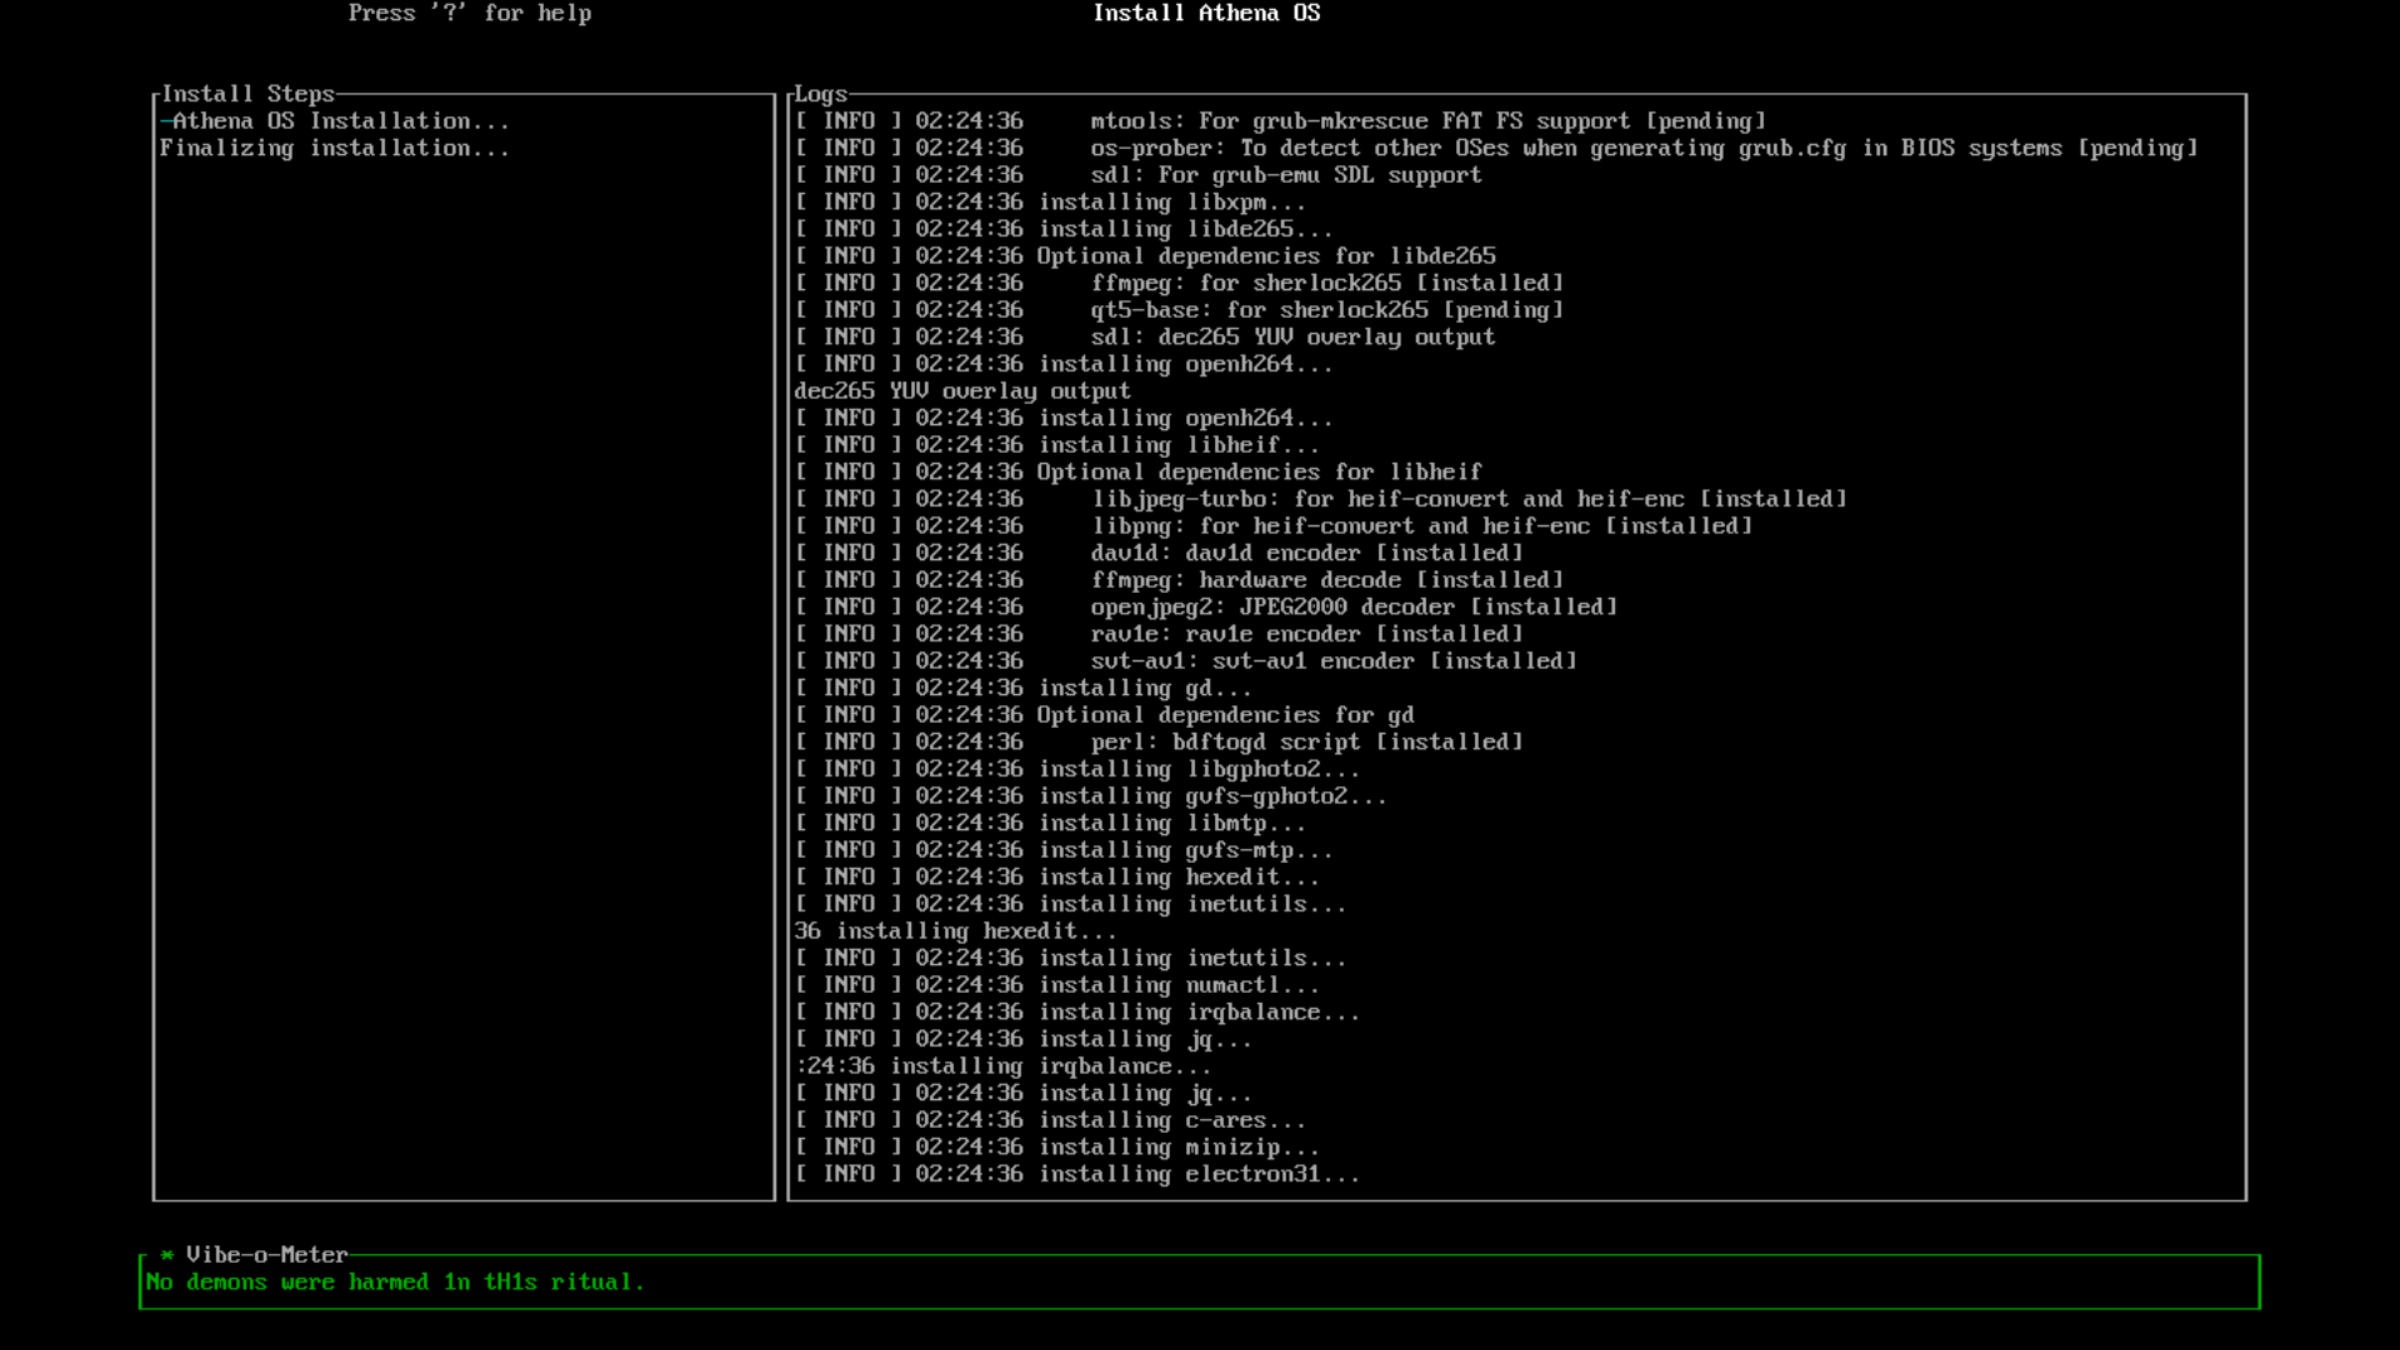 Press '?' for help
Install Athena OS
Install Steps
Athena OS Installation...
Finalizing installation...
Logs
[ INFO ] 02:24:36     mtools: For grub-mkrescue FAT FS support [pending]
[ INFO ] 02:24:36     os-prober: To detect other OSes when generating grub.cfg in BIOS systems [pending]
[ INFO ] 02:24:36     sdl: For grub-emu SDL support
[ INFO ] 02:24:36 installing libxpm...
[ INFO ] 02:24:36 installing libde265...
[ INFO ] 02:24:36 Optional dependencies for libde265
[ INFO ] 02:24:36     ffmpeg: for sherlock265 [installed]
[ INFO ] 02:24:36     qt5-base: for sherlock265 [pending]
[ INFO ] 02:24:36     sdl: dec265 YUV overlay output
[ INFO ] 02:24:36 installing openh264...
dec265 YUV overlay output
[ INFO ] 02:24:36 installing openh264...
[ INFO ] 02:24:36 installing libheif...
[ INFO ] 02:24:36 Optional dependencies for libheif
[ INFO ] 02:24:36     libjpeg-turbo: for heif-convert and heif-enc [installed]
[ INFO ] 02:24:36     libpng: for heif-convert and heif-enc [installed]
[ INFO ] 02:24:36     dav1d: dav1d encoder [installed]
[ INFO ] 02:24:36     ffmpeg: hardware decode [installed]
[ INFO ] 02:24:36     openjpeg2: JPEG2000 decoder [installed]
[ INFO ] 02:24:36     rav1e: rav1e encoder [installed]
[ INFO ] 02:24:36     svt-av1: svt-av1 encoder [installed]
[ INFO ] 02:24:36 installing gd...
[ INFO ] 02:24:36 Optional dependencies for gd
[ INFO ] 02:24:36     perl: bdftogd script [installed]
[ INFO ] 02:24:36 installing libgphoto2...
[ INFO ] 02:24:36 installing gvfs-gphoto2...
[ INFO ] 02:24:36 installing libmtp...
[ INFO ] 02:24:36 installing gvfs-mtp...
[ INFO ] 02:24:36 installing hexedit...
[ INFO ] 02:24:36 installing inetutils...
36 installing hexedit...
[ INFO ] 02:24:36 installing inetutils...
[ INFO ] 02:24:36 installing numactl...
[ INFO ] 02:24:36 installing irqbalance...
[ INFO ] 02:24:36 installing jq...
:24:36 installing irqbalance...
[ INFO ] 02:24:36 installing jq...
[ INFO ] 02:24:36 installing c-ares...
[ INFO ] 02:24:36 installing minizip...
[ INFO ] 02:24:36 installing electron31...
* Vibe-o-Meter
No demons were harmed 1n tH1s ritual.